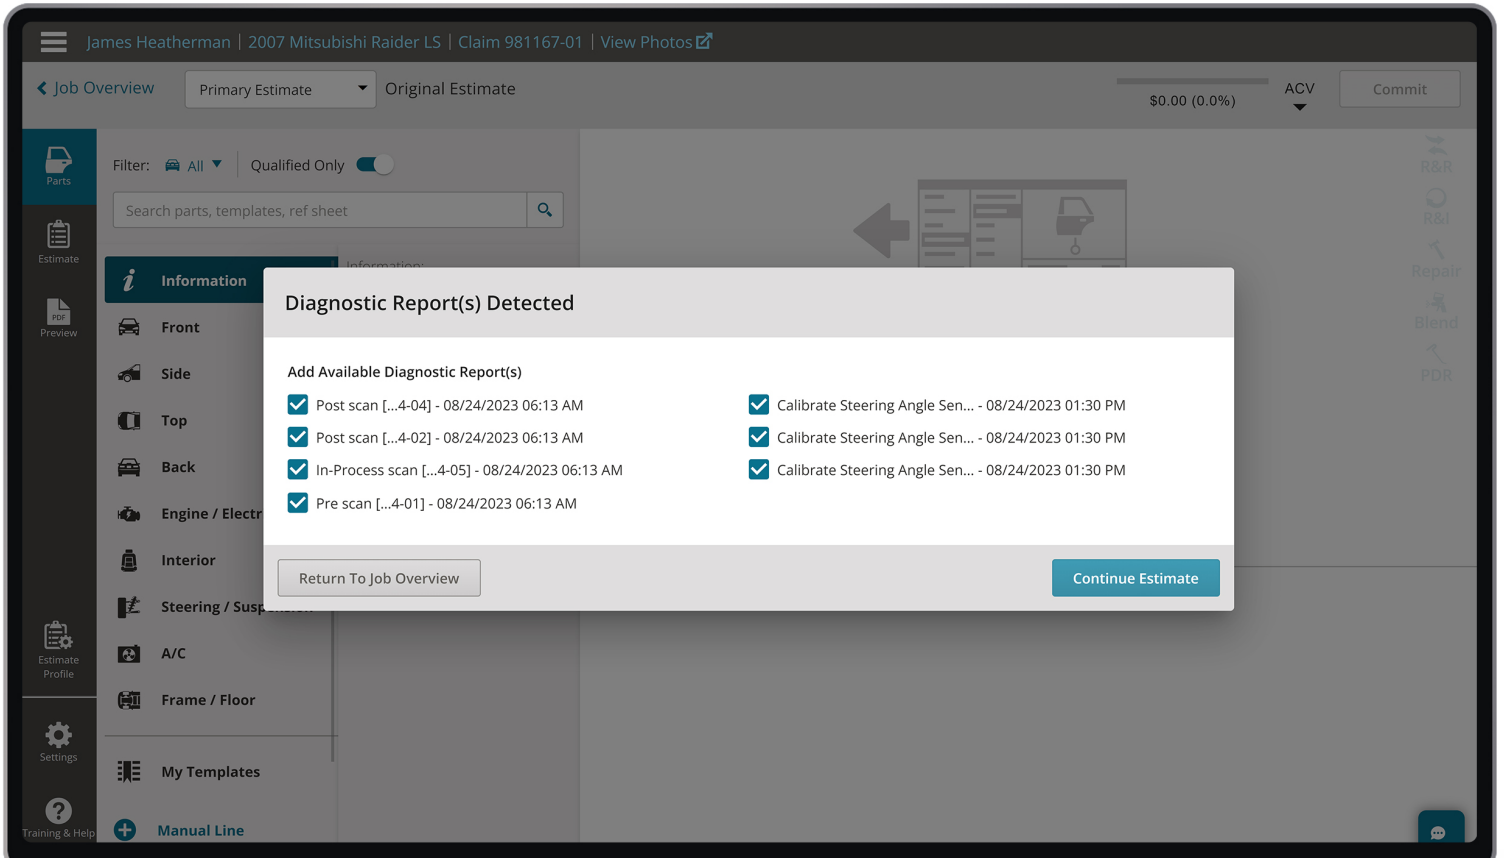 James Heatherman | 2007 Mitsubishi Raider LS | Claim 981167-01 | View Photos
Job Overview
Primary Estimate
Original Estimate
$0.00 (0.0%)
ACV
Commit
Parts
Estimate
PDF
Preview
Estimate
Profile
Settings
Training & Help
Filter:
All
Qualified Only
Search parts, templates, ref sheet
Information
Information:
Front
Side
Top
Back
Engine / Electr
Interior
Steering / Suspension
A/C
Frame / Floor
My Templates
Manual Line
R&R
R&I
Repair
Blend
PDR
Diagnostic Report(s) Detected
Add Available Diagnostic Report(s)
Post scan [...4-04] - 08/24/2023 06:13 AM
Post scan [...4-02] - 08/24/2023 06:13 AM
In-Process scan [...4-05] - 08/24/2023 06:13 AM
Pre scan [...4-01] - 08/24/2023 06:13 AM
Calibrate Steering Angle Sen... - 08/24/2023 01:30 PM
Calibrate Steering Angle Sen... - 08/24/2023 01:30 PM
Calibrate Steering Angle Sen... - 08/24/2023 01:30 PM
Return To Job Overview
Continue Estimate